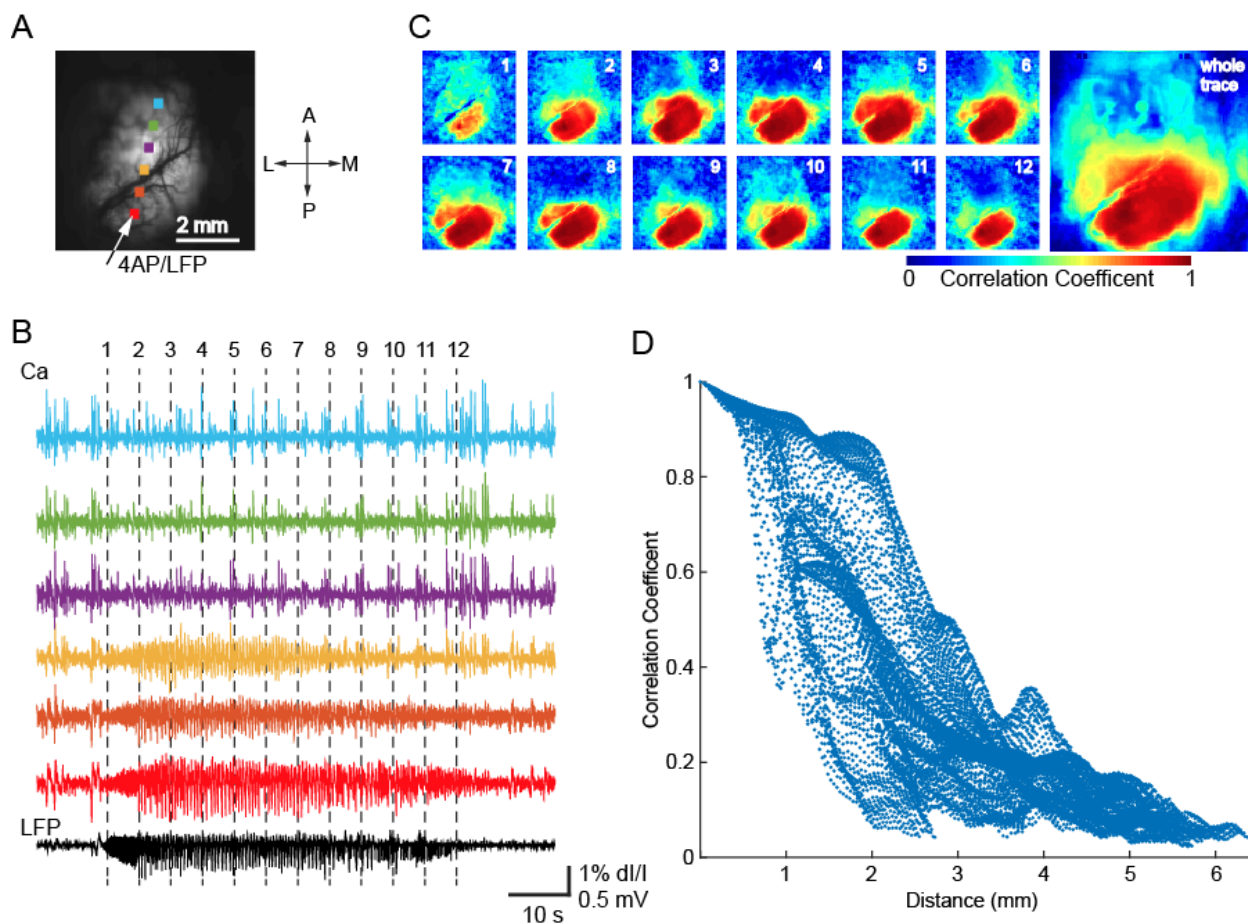 A
A
L M
P
2 mm
4AP/LFP
C
1 2 3 4 5 6
7 8 9 10 11 12
whole
trace
0 Correlation Coefficent 1
B
1 2 3 4 5 6 7 8 9 10 11 12
Ca
LFP
1% dI/I
0.5 mV
10 s
D
1
0.8
0.6
0.4
0.2
0
Correlation Coefficent
1 2 3 4 5 6
Distance (mm)